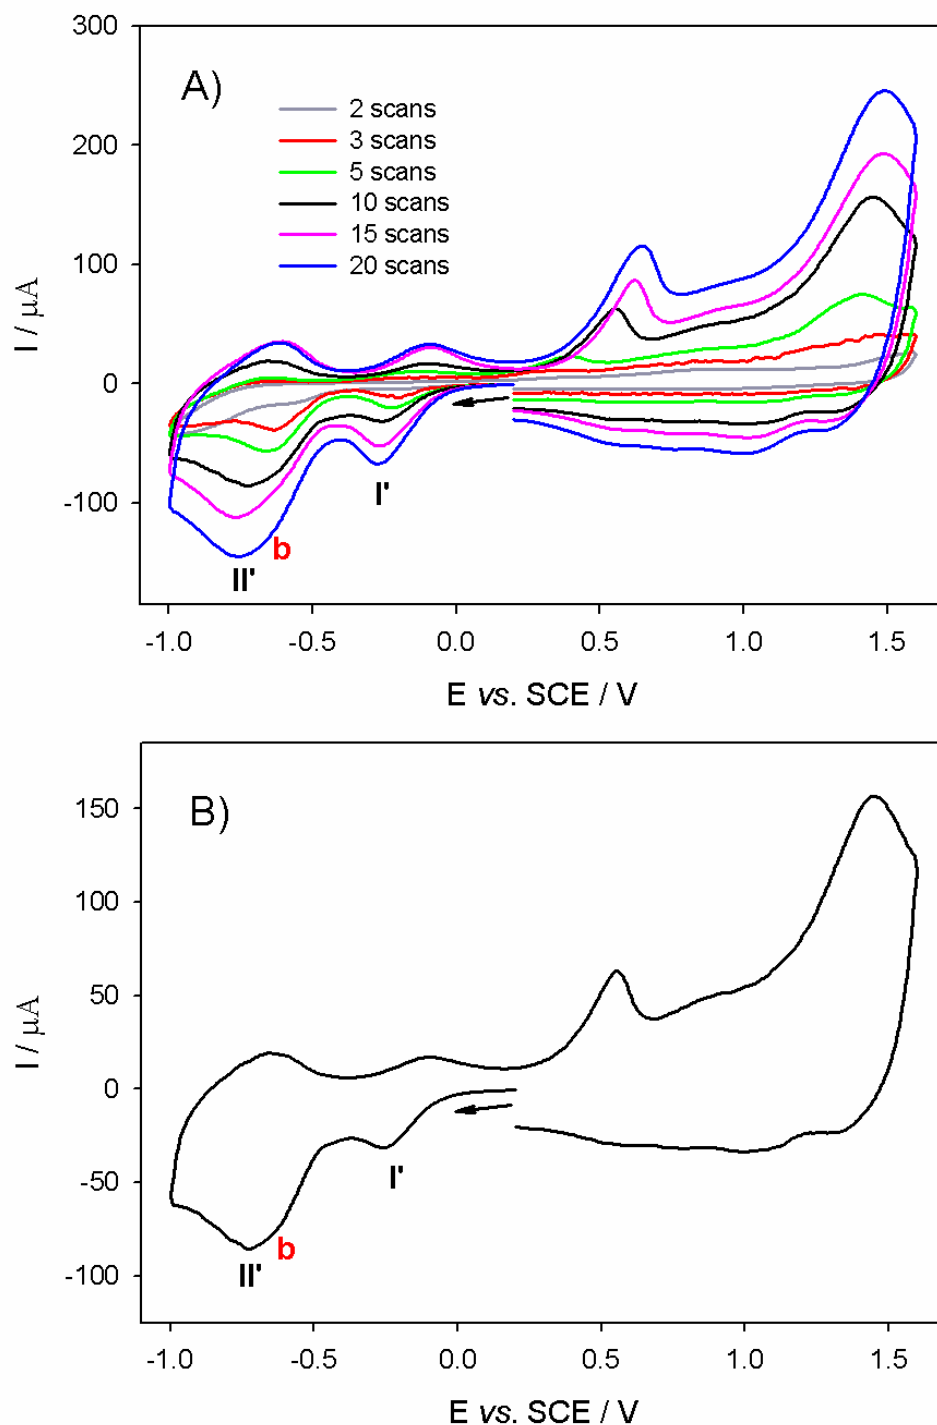 A)
2 scans
3 scans
5 scans
10 scans
15 scans
20 scans
300
200
100
0
-100
I / μA
I'
b
II'
-1.0 -0.5 0.0 0.5 1.0 1.5
E vs. SCE / V
B)
150
100
50
0
-50
-100
I / μA
I'
b
II'
-1.0 -0.5 0.0 0.5 1.0 1.5
E vs. SCE / V